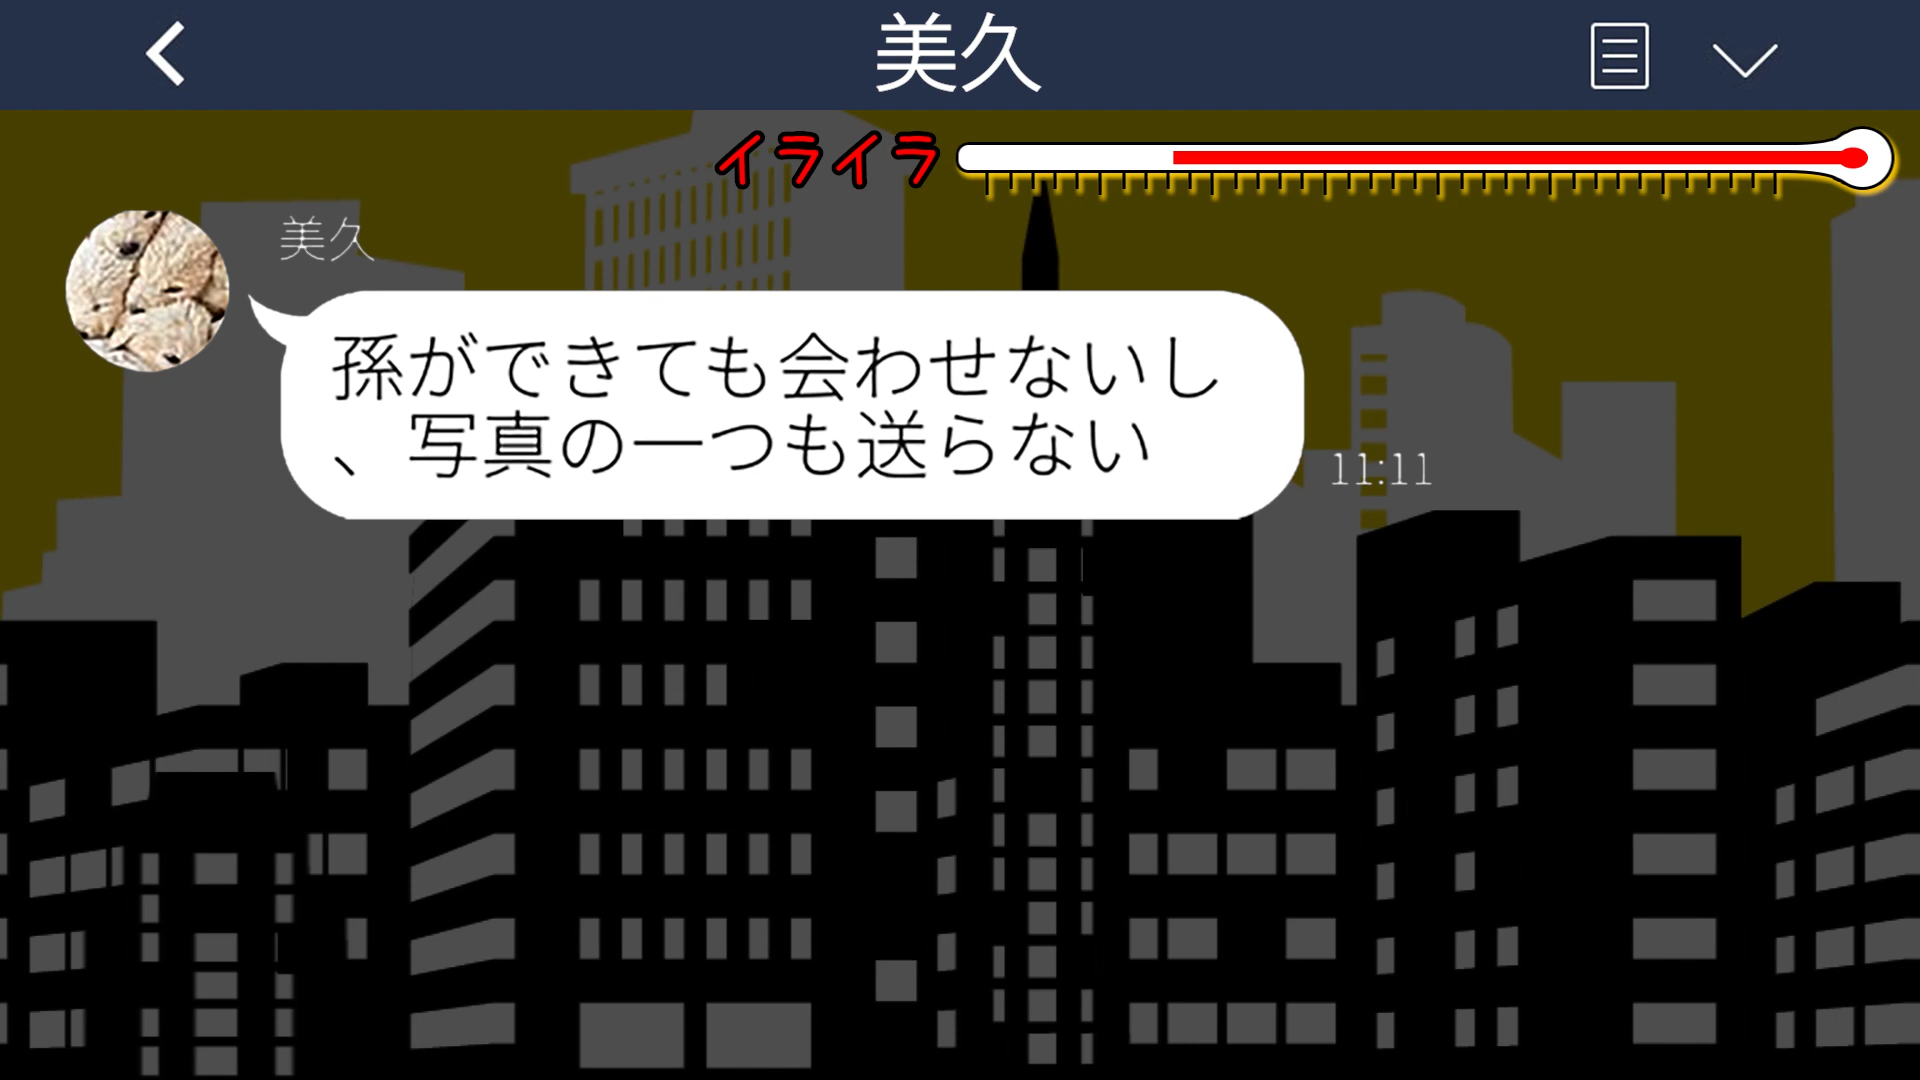 美久
イライラ
美久
孫ができても会わせないし
、写真の一つも送らない
11:11